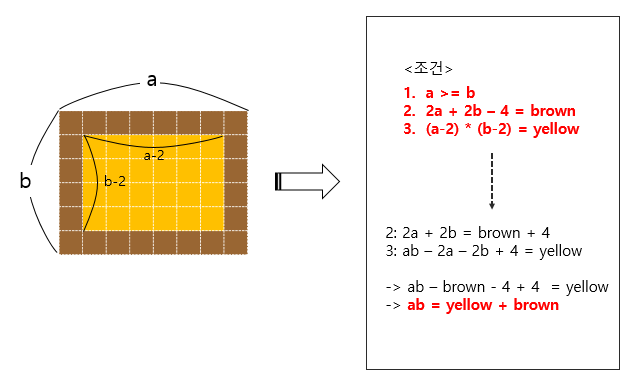 a
b
a-2
b-2
<조건>
1. a >= b
2. 2a + 2b – 4 = brown
3. (a-2) * (b-2) = yellow
2: 2a + 2b = brown + 4
3: ab – 2a – 2b + 4 = yellow
-> ab – brown - 4 + 4 = yellow
-> ab = yellow + brown